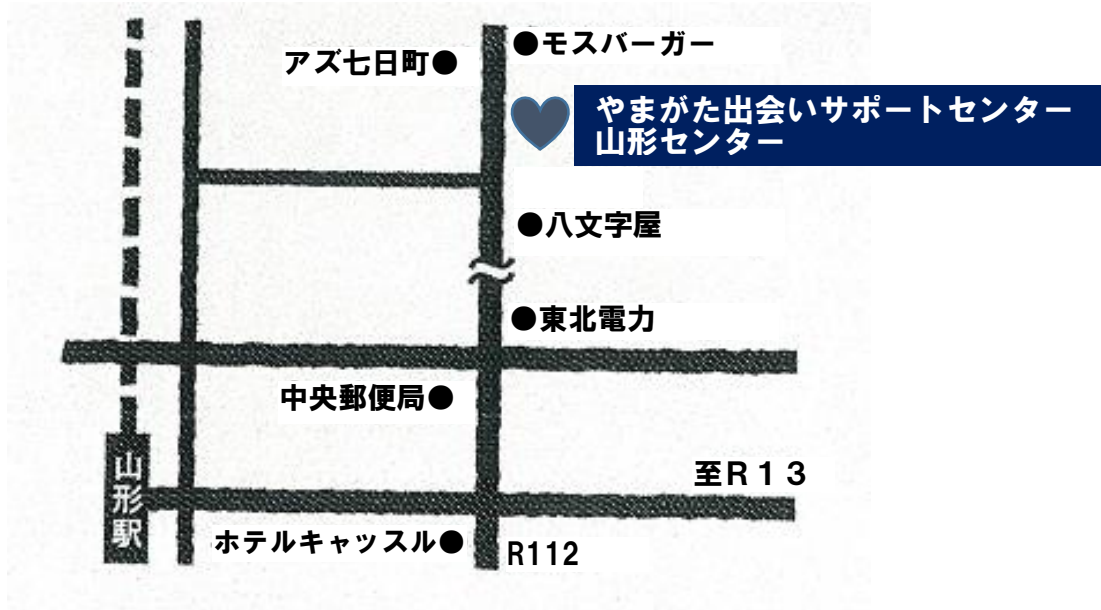 ●モスバーガー
アズ七日町●
やまがた出会いサポートセンター
山形センター
●八文字屋
●東北電力
中央郵便局●
山形駅
至R13
ホテルキャッスル●
R112